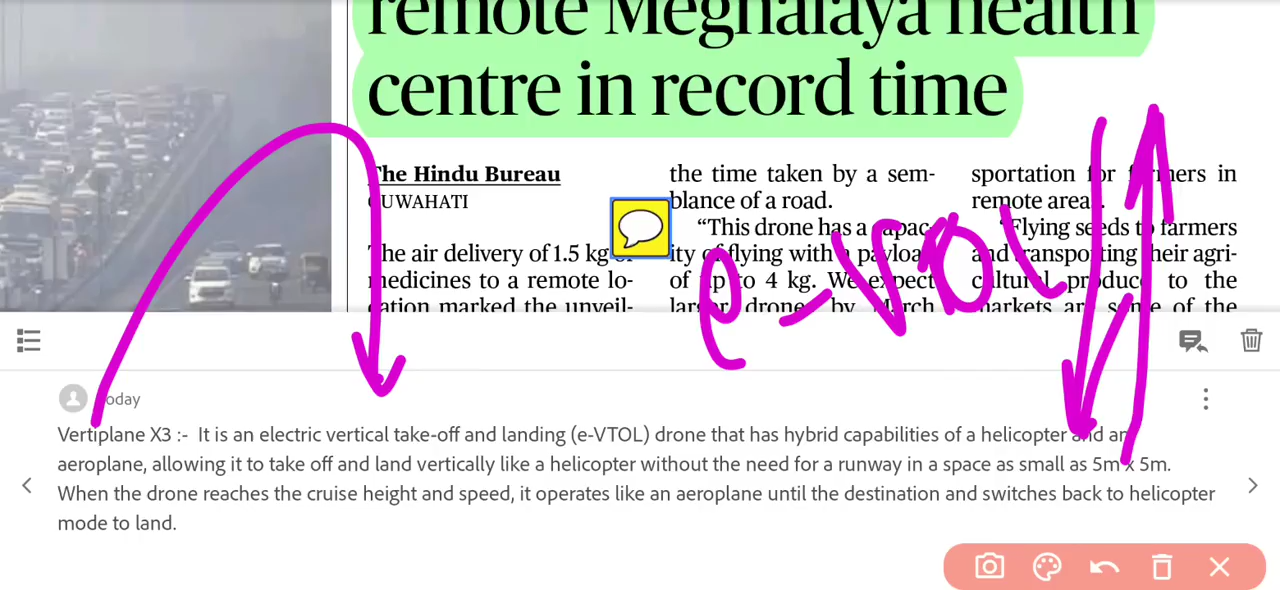 remote Meghalaya health
centre in record time
The Hindu Bureau
GUWAHATI
The air delivery of 1.5 kg of
medicines to a remote lo-
cation marked the unveil-
the time taken by a sem-
blance of a road.
“This drone has a capac-
ity of flying with a payload
of up to 4 kg. We expect
larger drones by March
sportation for farmers in
remote areas.
“Flying seeds to farmers
and transporting their agri-
cultural produce to the
markets are some of the
e-VTOL
Today
Vertiplane X3 :- It is an electric vertical take-off and landing (e-VTOL) drone that has hybrid capabilities of a helicopter and an
aeroplane, allowing it to take off and land vertically like a helicopter without the need for a runway in a space as small as 5m x 5m.
When the drone reaches the cruise height and speed, it operates like an aeroplane until the destination and switches back to helicopter
mode to land.